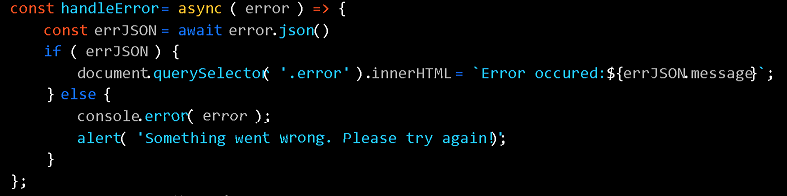 const handleError= async ( error ) => {
const errJSON = await error.json()
if ( errJSON ) {
document.querySelector( '.error' ).innerHTML = `Error occured:${errJSON.message}`;
} else {
console.error( error );
alert( 'Something went wrong. Please try again!)';
}
};